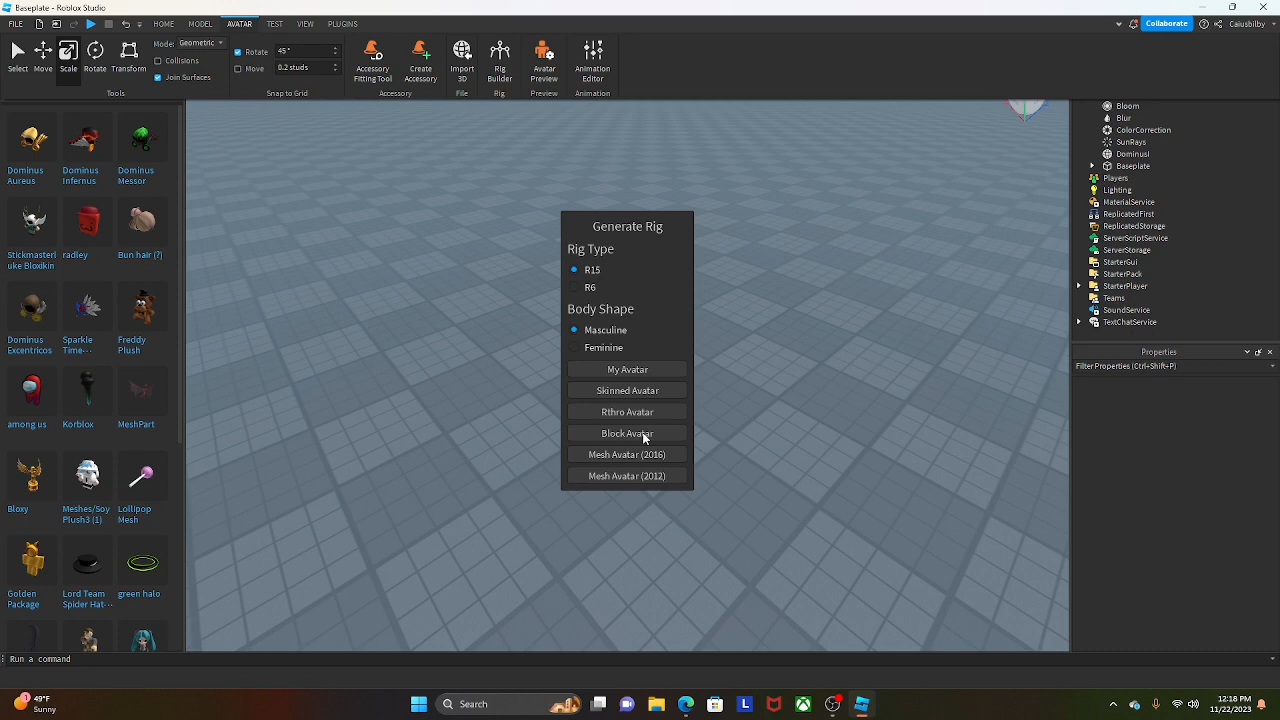 Baseplate - Roblox Studio
FILE HOME MODEL AVATAR TEST VIEW PLUGINS Collaborate Caiusbilby
Select Move Scale Rotate Transform
Mode: Geometric
Collisions
Join Surfaces
Tools
Rotate 45°
Move 0.2 studs
Snap to Grid
Accessory Fitting Tool
Create Accessory
Accessory
Import 3D
File
Rig Builder
Rig
Avatar Preview
Preview
Animation Editor
Animation
Dominus Aureus
Dominus Infernus
Dominus Messor
Stickmasterl uke Bloxikin
radley
Bun hair (?)
Dominus Excentricos
Sparkle Time···
Freddy Plush
among us
Korblox
MeshPart
Bloxy
Meshes/Soy Plush3 (1)
Lollipop Mesh
Golden Package
Lord Team Spider Hat···
green halo
Generate Rig
Rig Type
R15
R6
Body Shape
Masculine
Feminine
My Avatar
Skinned Avatar
Rthro Avatar
Block Avatar
Mesh Avatar (2016)
Mesh Avatar (2012)
Bloom
Blur
ColorCorrection
SunRays
Dominusl
Baseplate
Players
Lighting
MaterialService
ReplicatedFirst
ReplicatedStorage
ServerScriptService
ServerStorage
StarterGui
StarterPack
StarterPlayer
Teams
SoundService
TextChatService
Properties
Filter Properties (Ctrl+Shift+P)
Run a command
49°F
Sunny
Search
L
12:18 PM
11/22/2023